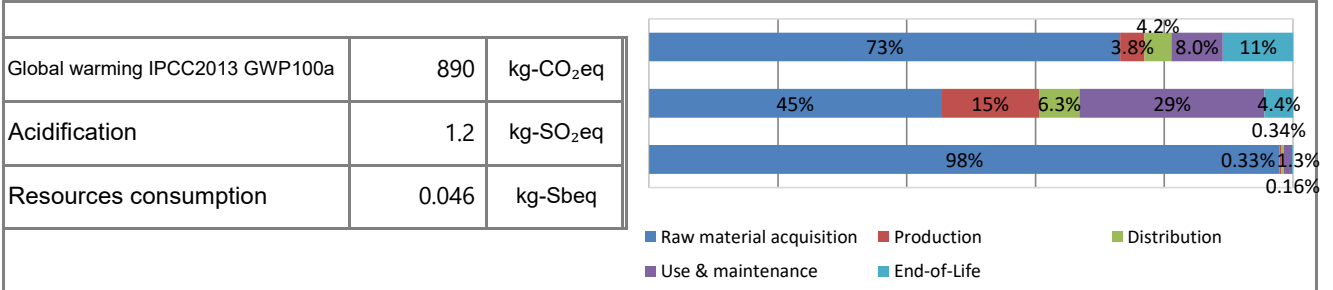 4.2%
73% 3.8% 8.0% 11%
Global warming IPCC2013 GWP100a 890 kg-CO₂eq
45% 15% 6.3% 29% 4.4%
Acidification 1.2 kg-SO₂eq
0.34%
98% 0.33% 1.3%
0.16%
Resources consumption 0.046 kg-Sbeq
Raw material acquisition Production Distribution
Use & maintenance End-of-Life